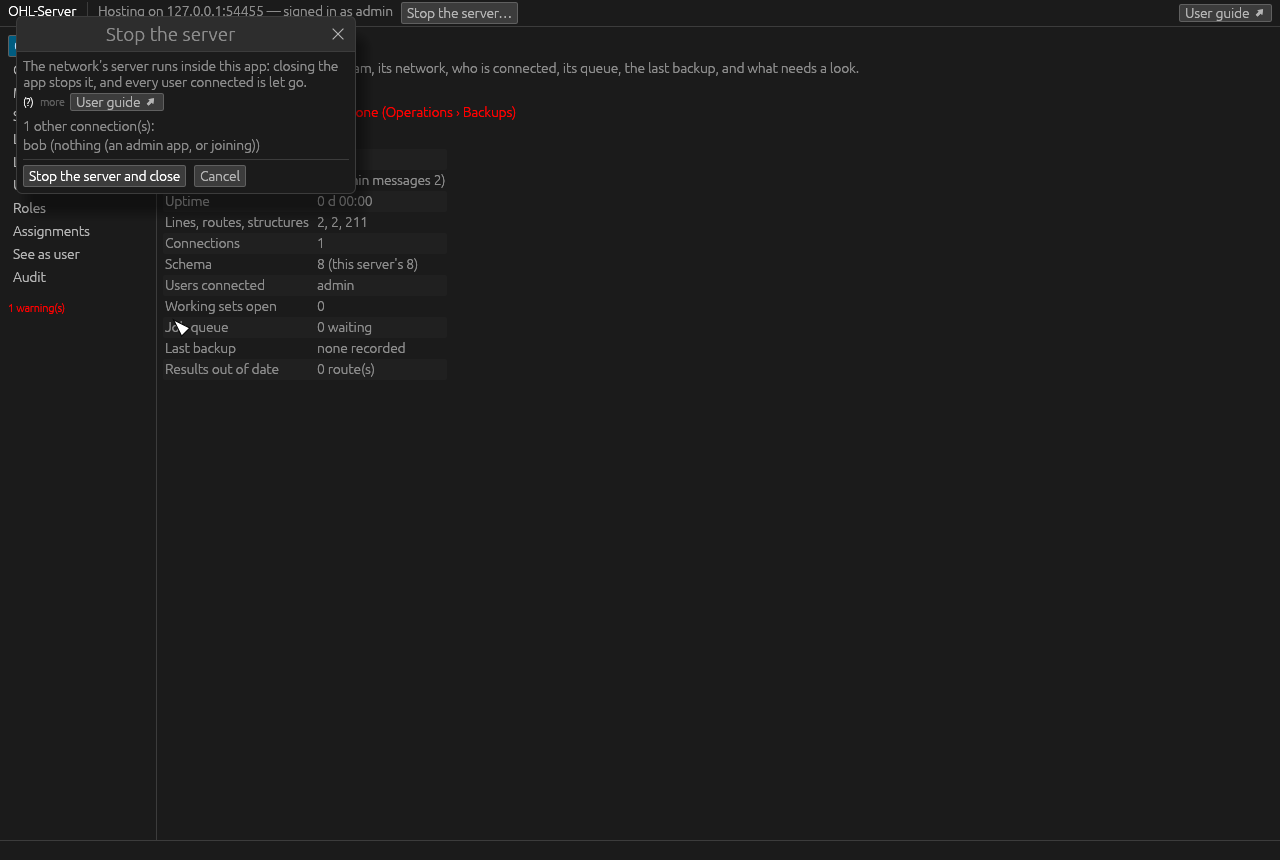 OHL-Server
Hosting on 127.0.0.1:54455 — signed in as admin
Stop the server…
User guide
Stop the server
The network's server runs inside this app: closing the
app stops it, and every user connected is let go.
(?) more User guide
1 other connection(s):
bob (nothing (an admin app, or joining))
Stop the server and close
Cancel
its network, who is connected, its queue, the last backup, and what needs a look.
(Operations › Backups)
messages 2)
Roles
Assignments
See as user
Audit
1 warning(s)
Uptime 0 d 00:00
Lines, routes, structures 2, 2, 211
Connections 1
Schema 8 (this server's 8)
Users connected admin
Working sets open 0
queue 0 waiting
Last backup none recorded
Results out of date 0 route(s)